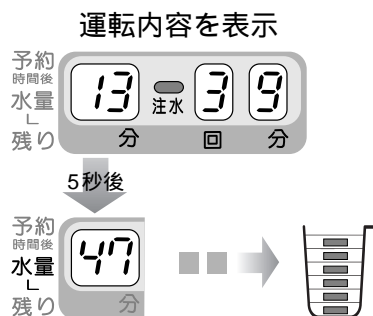 運転内容を表示
予約
時間後
水量
残り
13 注水 3 9
分 回 分
5秒後
予約
時間後
水量
残り
47
分